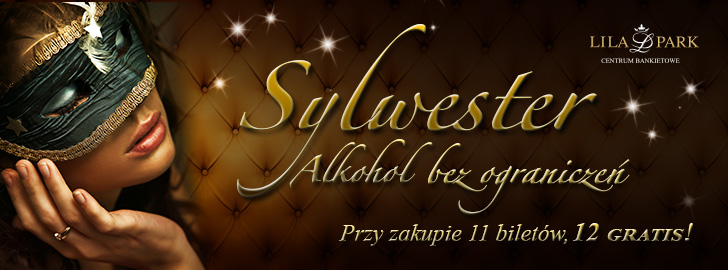 LILA PARK
CENTRUM BANKIETOWE
Sylwester
Alkohol bez ograniczeń
Przy zakupie 11 biletów, 12 GRATIS!